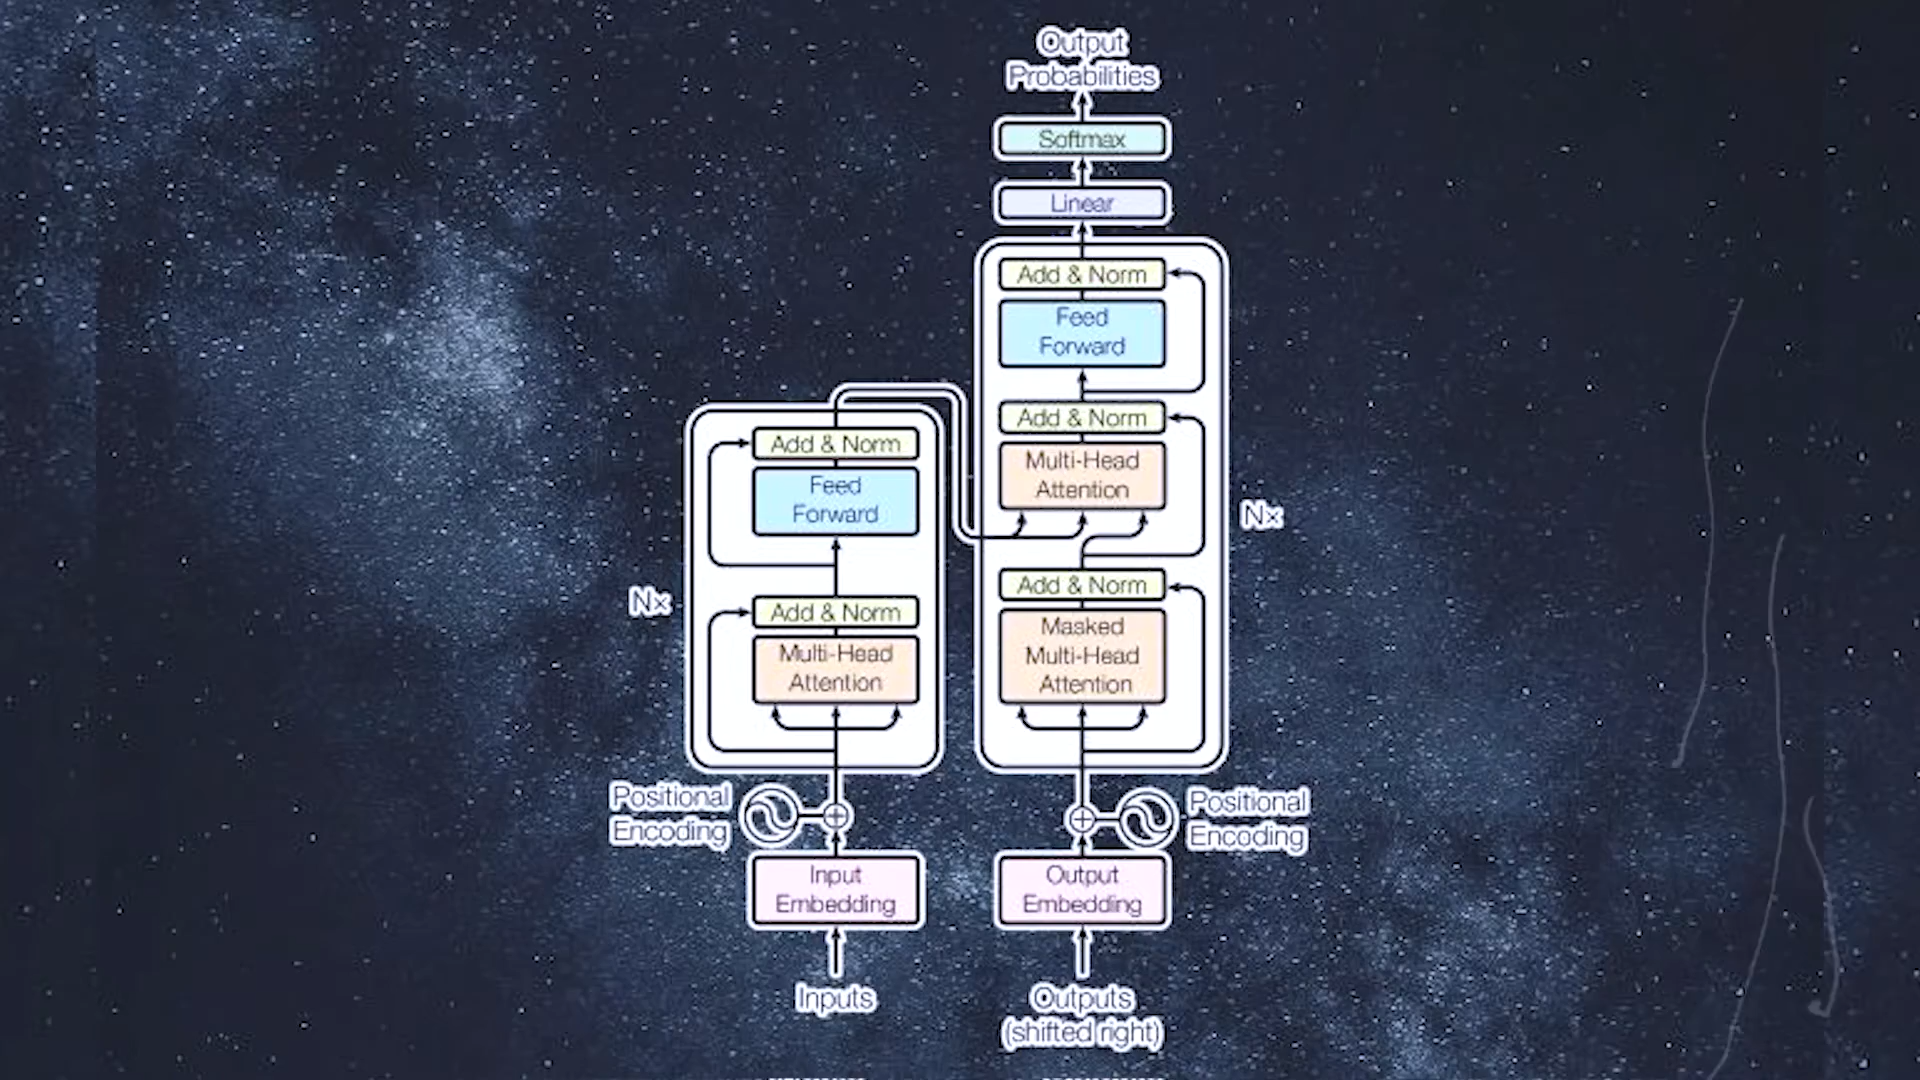 Output
Probabilities
Softmax
Linear
Add & Norm
Feed
Forward
Add & Norm
Multi-Head
Attention
Nx
Add & Norm
Masked
Multi-Head
Attention
Add & Norm
Feed
Forward
Nx
Add & Norm
Multi-Head
Attention
Positional
Encoding
Positional
Encoding
Input
Embedding
Output
Embedding
Inputs
Outputs
(shifted right)